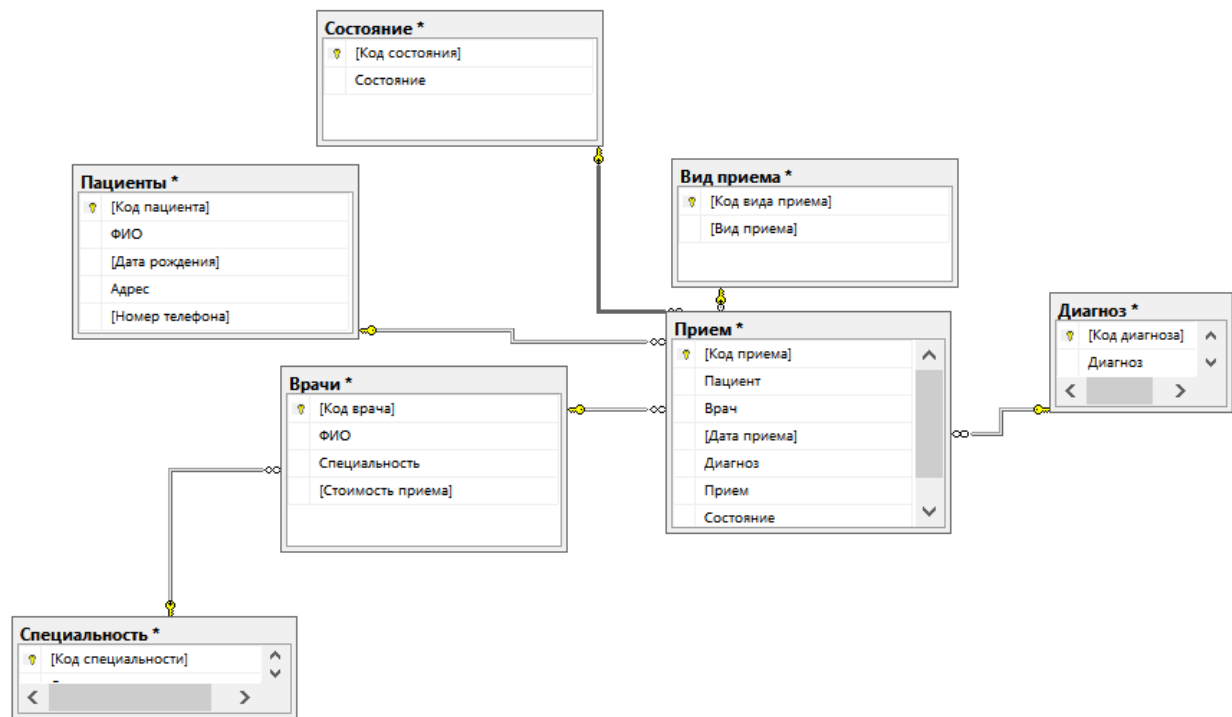 Состояние *
[Код состояния]
Состояние
Пациенты *
[Код пациента]
ФИО
[Дата рождения]
Адрес
[Номер телефона]
Вид приема *
[Код вида приема]
[Вид приема]
Диагноз *
[Код диагноза]
Диагноз
Прием *
[Код приема]
Пациент
Врач
[Дата приема]
Диагноз
Прием
Состояние
Врачи *
[Код врача]
ФИО
Специальность
[Стоимость приема]
Специальность *
[Код специальности]